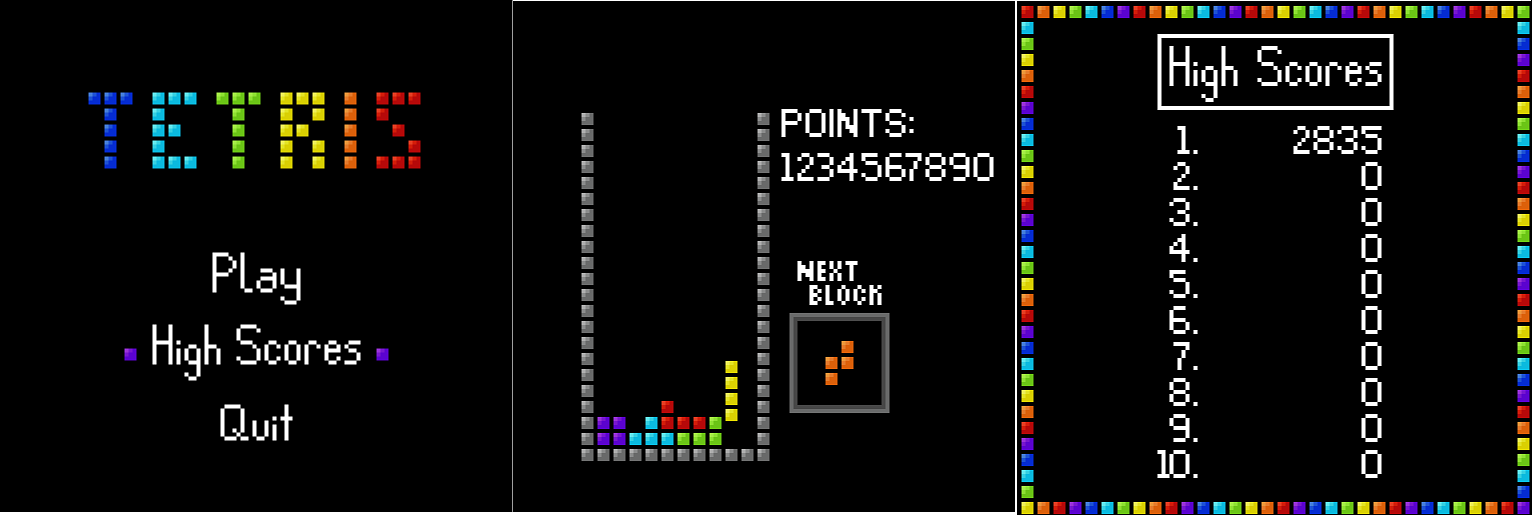 TETRIS
Play
High Scores
Quit
POINTS:
1234567890
NEXT
BLOCK
High Scores
1. 2835
2. 0
3. 0
4. 0
5. 0
6. 0
7. 0
8. 0
9. 0
10. 0